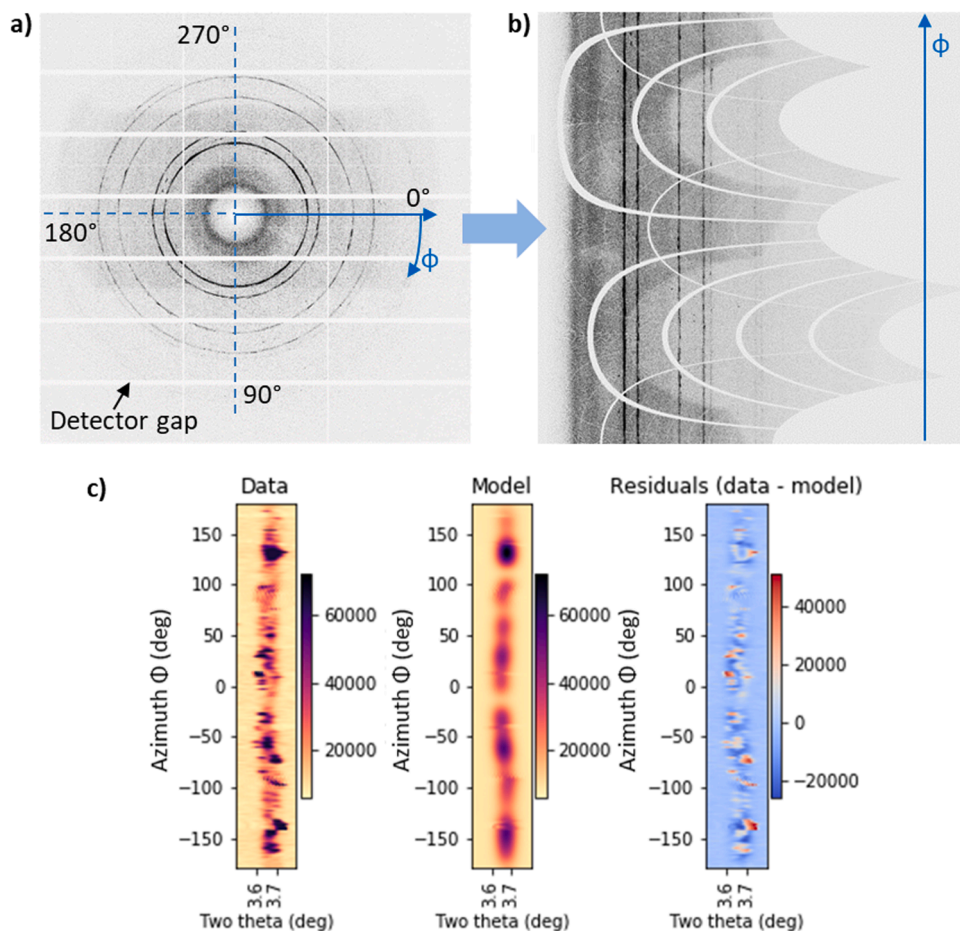 a)
270°
0°
180°
ϕ
90°
Detector gap
b)
ϕ
c)
Data
Model
Residuals (data - model)
Azimuth Φ (deg)
150
100
50
0
−50
−100
−150
3.6
3.7
Two theta (deg)
60000
40000
20000
Azimuth Φ (deg)
150
100
50
0
−50
−100
−150
3.6
3.7
Two theta (deg)
60000
40000
20000
Azimuth Φ (deg)
150
100
50
0
−50
−100
−150
3.6
3.7
Two theta (deg)
40000
20000
0
−20000